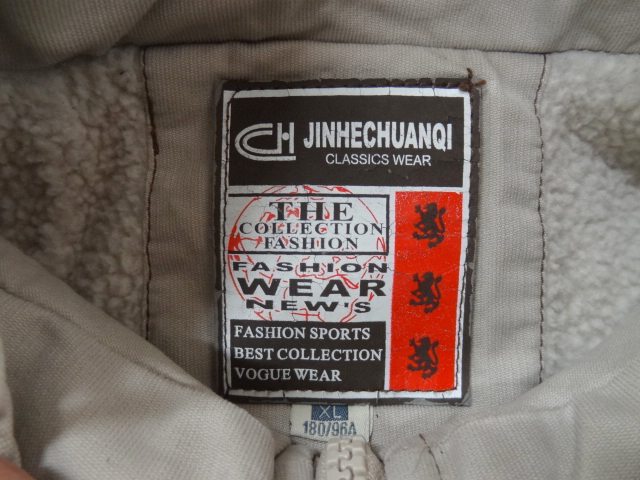 CH JINHECHUANQI
CLASSICS WEAR
THE
COLLECTION
FASHION
FASHION
WEAR
NEW'S
FASHION SPORTS
BEST COLLECTION
VOGUE WEAR
XL
180/96A